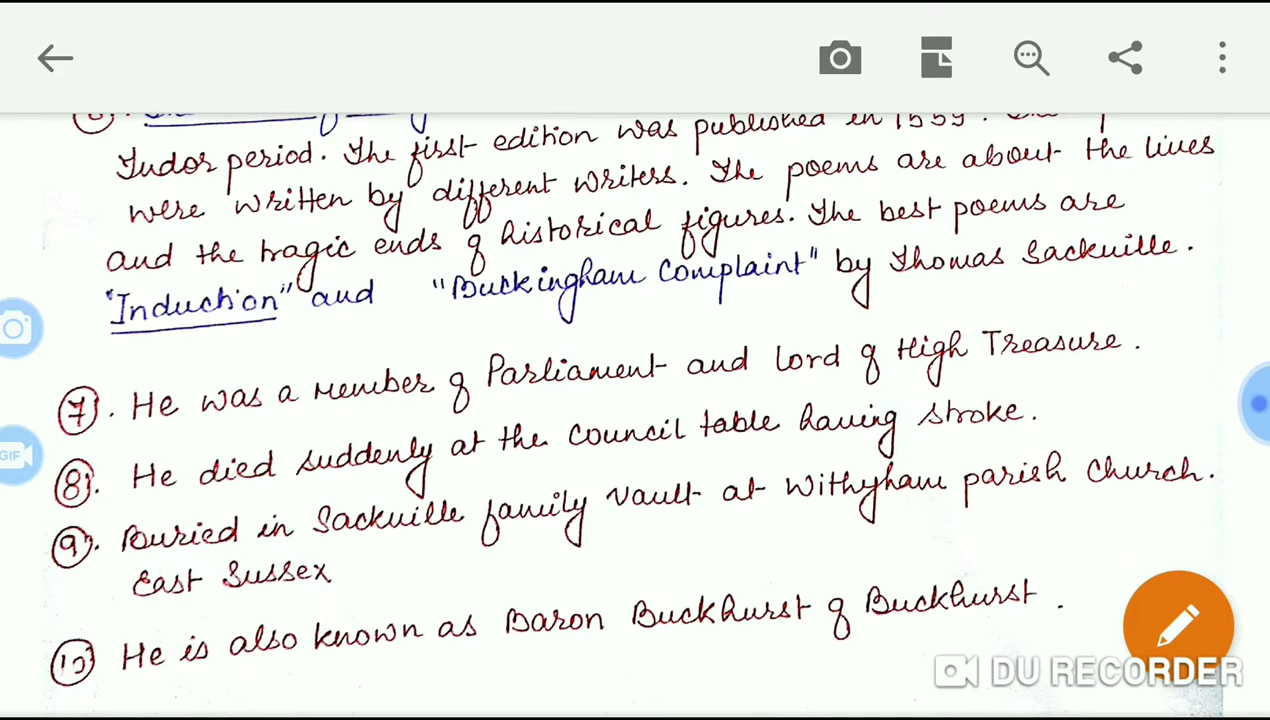 6.
Tudor period. The first edition was published in 1559. The
were written by different writers. The poems are about the lives
and the tragic ends of historical figures. The best poems are
"Induction" and "Buckingham Complaint" by Thomas Sackville.
7. He was a Member of Parliament and Lord of High Treasure.
8. He died suddenly at the council table having stroke.
9. Buried in Sackville family vault at Withyham parish Church.
East Sussex
10. He is also known as Baron Buckhurst of Buckhurst.
GIF
DU RECORDER